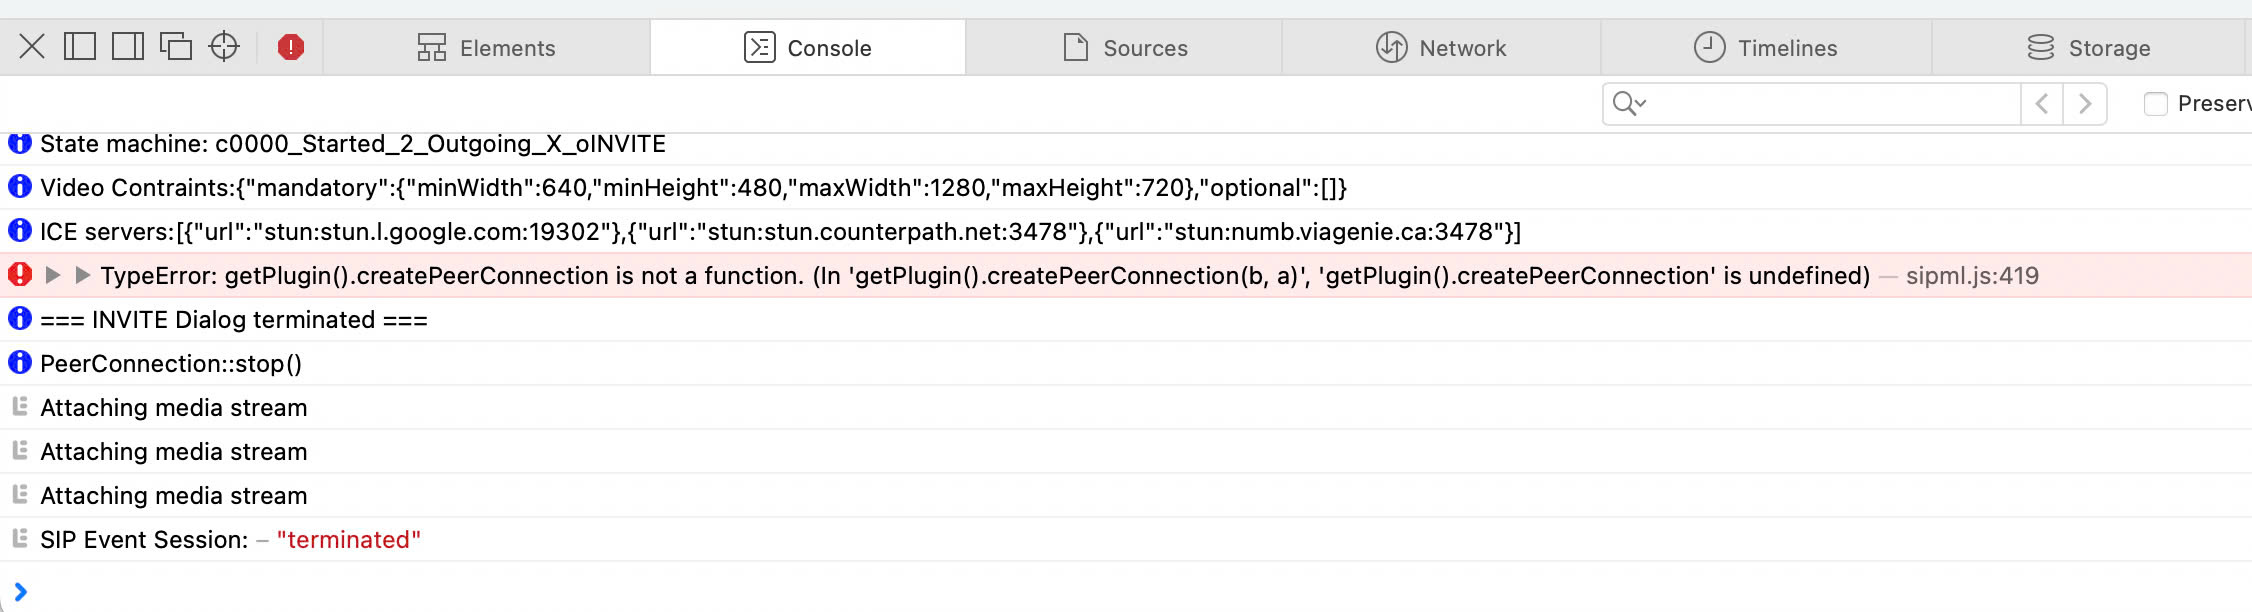 Elements Console Sources Network Timelines Storage
Preserv
State machine: c0000_Started_2_Outgoing_X_oINVITE
Video Contraints:{"mandatory":{"minWidth":640,"minHeight":480,"maxWidth":1280,"maxHeight":720},"optional":[]}
ICE servers:[{"url":"stun:stun.l.google.com:19302"},{"url":"stun:stun.counterpath.net:3478"},{"url":"stun:numb.viagenie.ca:3478"}]
TypeError: getPlugin().createPeerConnection is not a function. (In 'getPlugin().createPeerConnection(b, a)', 'getPlugin().createPeerConnection' is undefined) — sipml.js:419
=== INVITE Dialog terminated ===
PeerConnection::stop()
Attaching media stream
Attaching media stream
Attaching media stream
SIP Event Session: – "terminated"